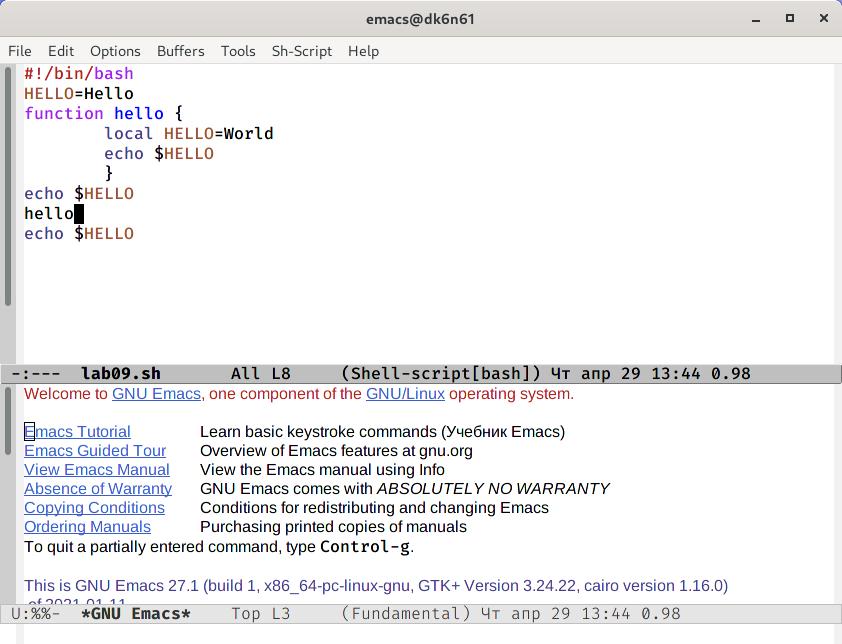 emacs@dk6n61
File Edit Options Buffers Tools Sh-Script Help
#!/bin/bash
HELLO=Hello
function hello {
        local HELLO=World
        echo $HELLO
        }
echo $HELLO
hello
echo $HELLO
-:---  lab09.sh       All L8     (Shell-script[bash]) Чт апр 29 13:44 0.98
Welcome to GNU Emacs, one component of the GNU/Linux operating system.
Emacs Tutorial Learn basic keystroke commands (Учебник Emacs)
Emacs Guided Tour Overview of Emacs features at gnu.org
View Emacs Manual View the Emacs manual using Info
Absence of Warranty GNU Emacs comes with ABSOLUTELY NO WARRANTY
Copying Conditions Conditions for redistributing and changing Emacs
Ordering Manuals Purchasing printed copies of manuals
To quit a partially entered command, type Control-g.
This is GNU Emacs 27.1 (build 1, x86_64-pc-linux-gnu, GTK+ Version 3.24.22, cairo version 1.16.0)
of 2021-01-11
U:%%-  *GNU Emacs*    Top L3     (Fundamental) Чт апр 29 13:44 0.98